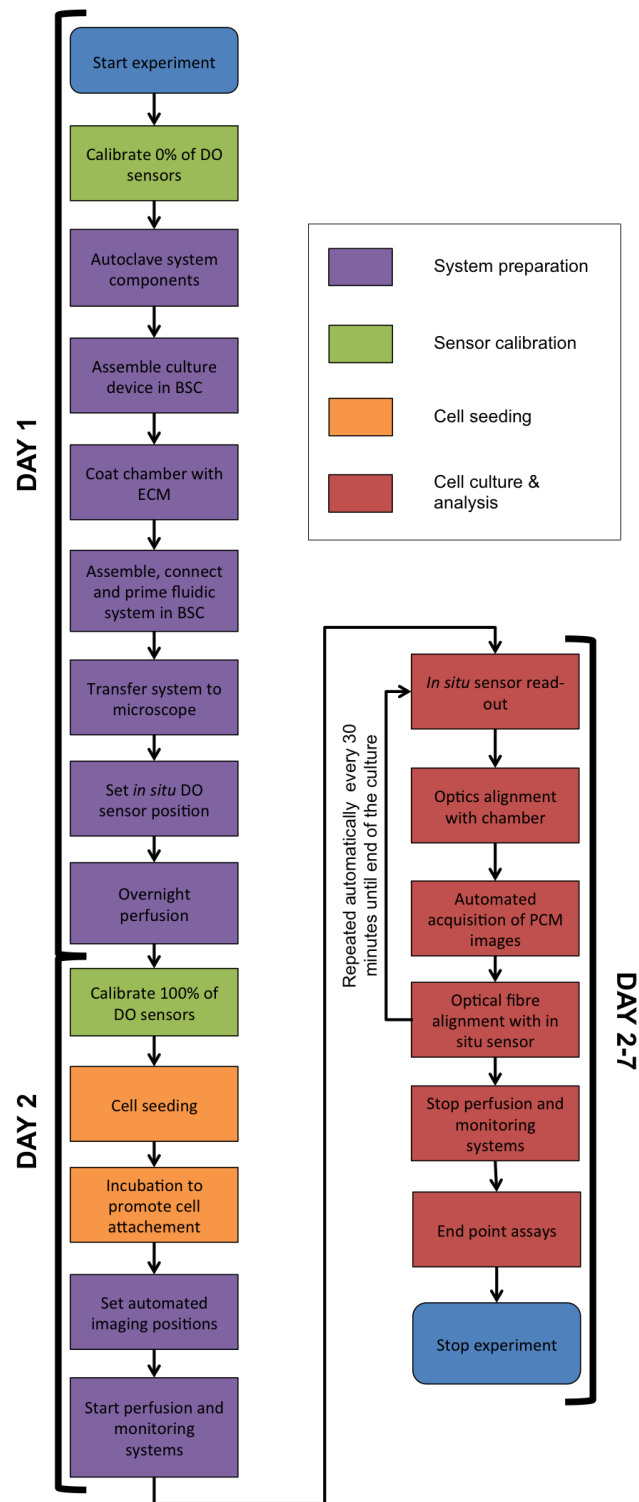 DAY 1
Start experiment
Calibrate 0% of DO
sensors
Autoclave system
components
Assemble culture
device in BSC
Coat chamber with
ECM
Assemble, connect
and prime fluidic
system in BSC
Transfer system to
microscope
Set in situ DO
sensor position
Overnight
perfusion
DAY 2
Calibrate 100% of
DO sensors
Cell seeding
Incubation to
promote cell
attachement
Set automated
imaging positions
Start perfusion and
monitoring
systems
System preparation
Sensor calibration
Cell seeding
Cell culture &
analysis
DAY 2-7
In situ sensor read-
out
Optics alignment
with chamber
Automated
acquisition of PCM
images
Optical fibre
alignment with in
situ sensor
Repeated automatically every 30
minutes until end of the culture
Stop perfusion and
monitoring
systems
End point assays
Stop experiment